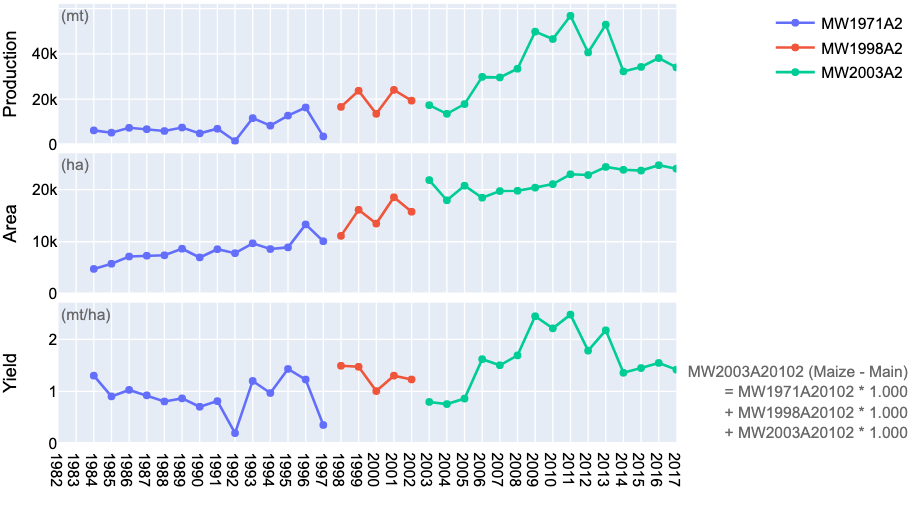 (mt)
Production
40k
20k
0
(ha)
Area
20k
10k
0
(mt/ha)
Yield
2
1
0
1982
1983
1984
1985
1986
1987
1988
1989
1990
1991
1992
1993
1994
1995
1996
1997
1998
1999
2000
2001
2002
2003
2004
2005
2006
2007
2008
2009
2010
2011
2012
2013
2014
2015
2016
2017
MW1971A2
MW1998A2
MW2003A2
MW2003A20102 (Maize - Main)
= MW1971A20102 * 1.000
+ MW1998A20102 * 1.000
+ MW2003A20102 * 1.000